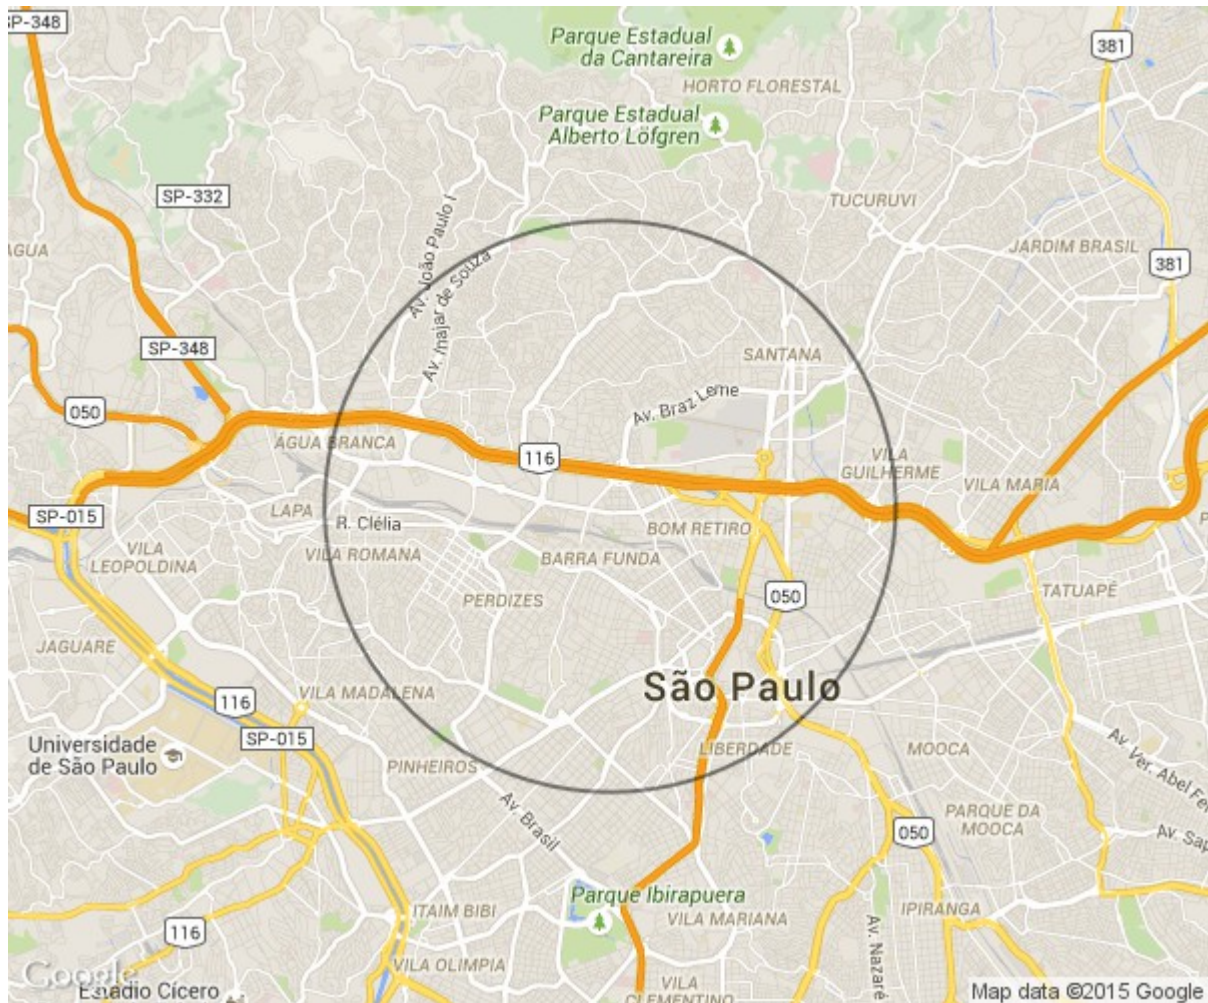 SP-348
Parque Estadual
da Cantareira
381
HORTO FLORESTAL
Parque Estadual
Alberto Löfgren
SP-332
TUCURUVI
Av. João Paulo I
AGUA
JARDIM BRASIL
381
Av. Inajar de Souza
SP-348
SANTANA
Av. Braz Leme
050
ÁGUA BRANCA
116
VILA
GUILHERME
VILA MARIA
SP-015
LAPA
R. Clélia
BOM RETIRO
VILA
LEOPOLDINA
VILA ROMANA
BARRA FUNDA
TATUAPÉ
050
PERDIZES
JAGUARE
São Paulo
VILA MADALENA
116
SP-015
Universidade
de São Paulo
LIBERDADE
MOOCA
PINHEIROS
Av. Ver. Abel Fe
Av. Brasil
PARQUE DA
MOOCA
050
Av. Sap
Parque Ibirapuera
ITAIM BIBI
VILA MARIANA
IPIRANGA
116
Av. Nazaré
VILA OLIMPIA
Google
Estádio Cícero
VILA
CLEMENTINO
Map data ©2015 Google